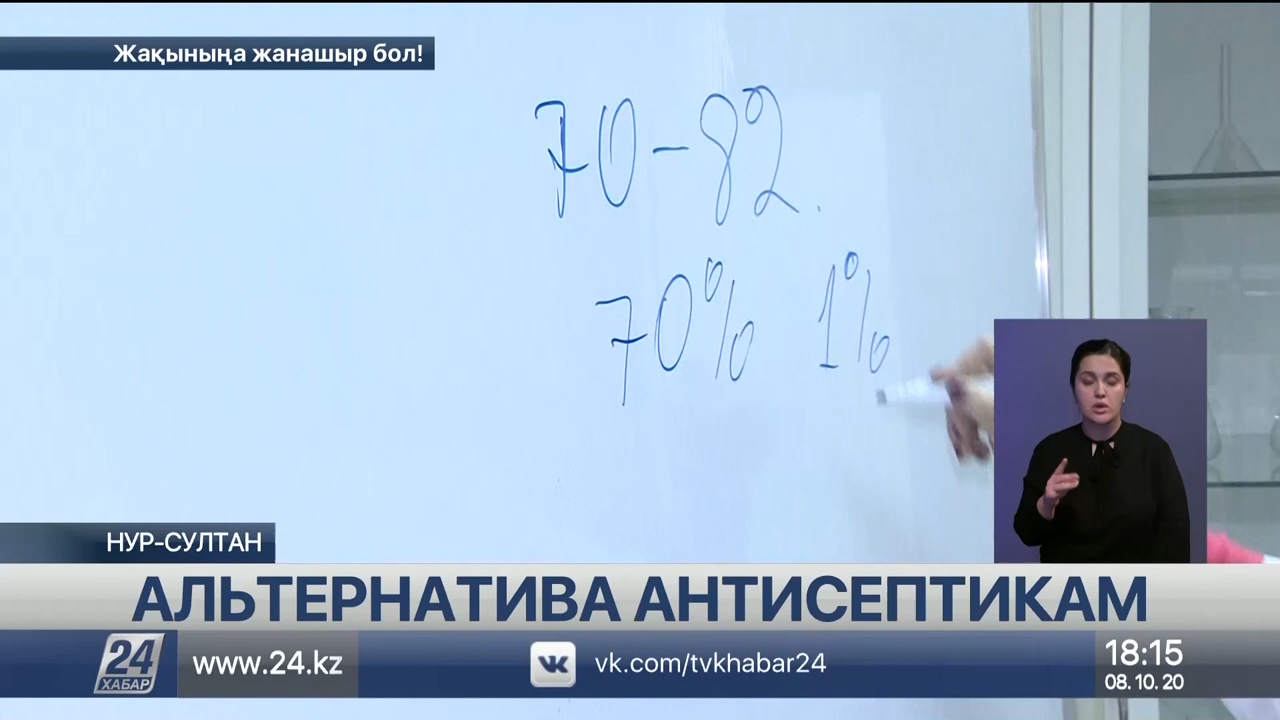 Жақыныңа жанашыр бол!
70-82.
70% 1%
НУР-СУЛТАН
АЛЬТЕРНАТИВА АНТИСЕПТИКАМ
24 ХАБАР
www.24.kz
vk.com/tvkhabar24
18:15
08.10.20